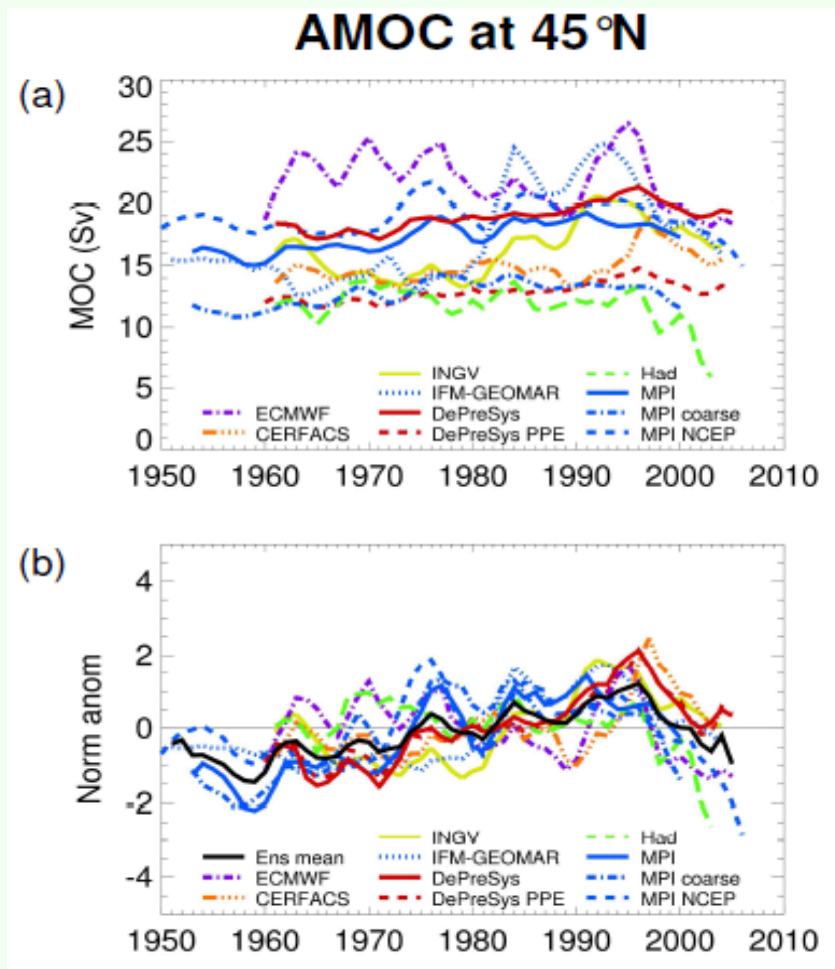 AMOC at 45°N
(a)
30
25
20
15
10
5
0
MOC (Sv)
INGV Had
IFM-GEOMAR MPI
ECMWF DePreSys MPI coarse
CERFACS DePreSys PPE MPI NCEP
1950 1960 1970 1980 1990 2000 2010
(b)
4
2
0
-2
-4
Norm anom
INGV Had
Ens mean IFM-GEOMAR MPI
ECMWF DePreSys MPI coarse
CERFACS DePreSys PPE MPI NCEP
1950 1960 1970 1980 1990 2000 2010